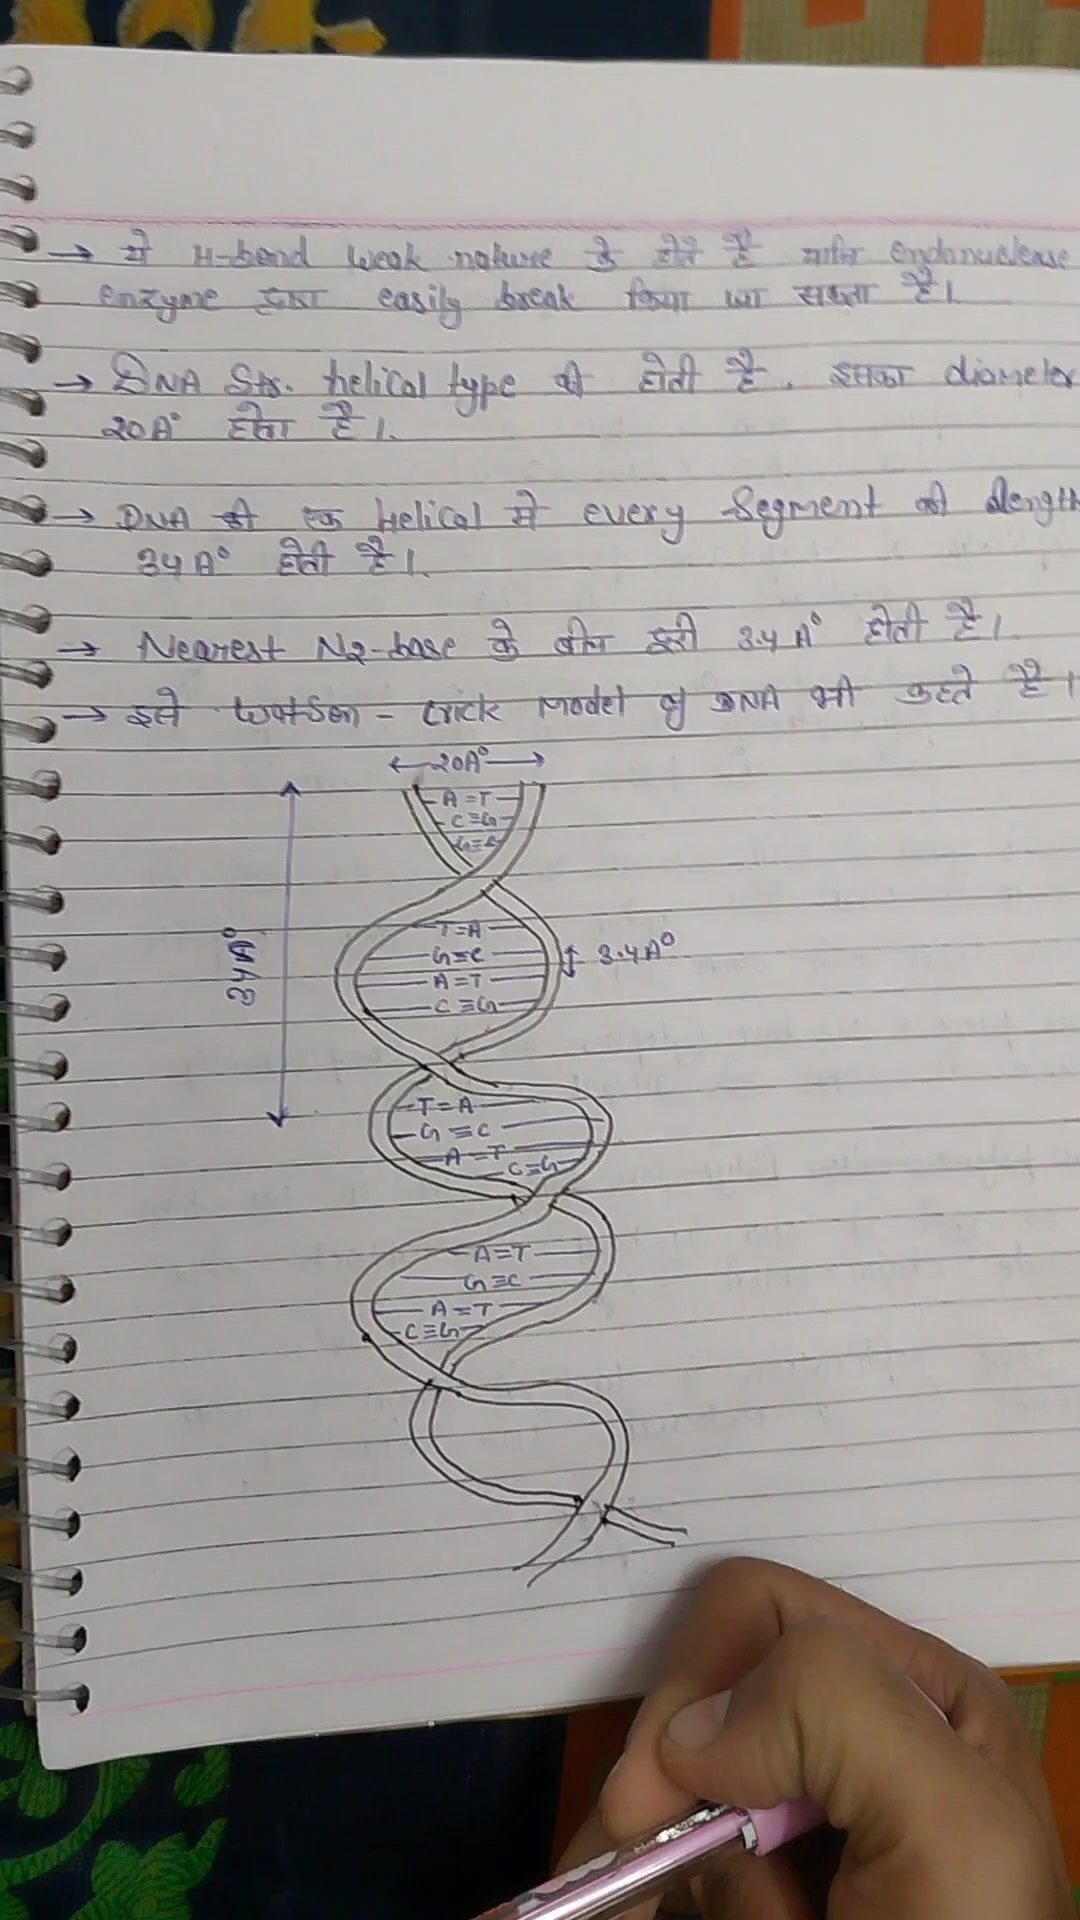 → ये H-bond weak nature के होते है यानि endonuclease
enzyme द्वारा easily break किया जा सकता है।
→ DNA Str. helical type की होती है, इसका diameter
20A° होता है।
→ DNA की एक Helical में every Segment की length
34A° होती है।
→ Nearest N2-base के बीच दूरी 3.4 A° होती है।
→ इसे Watson - Crick Model of DNA भी कहते है।
←20A°→
A=T
C≡G
G≡C
34A°
T=A
G≡C
3.4A°
A=T
C≡G
T=A
G≡C
A=T
C≡G
A=T
G≡C
A=T
C≡G